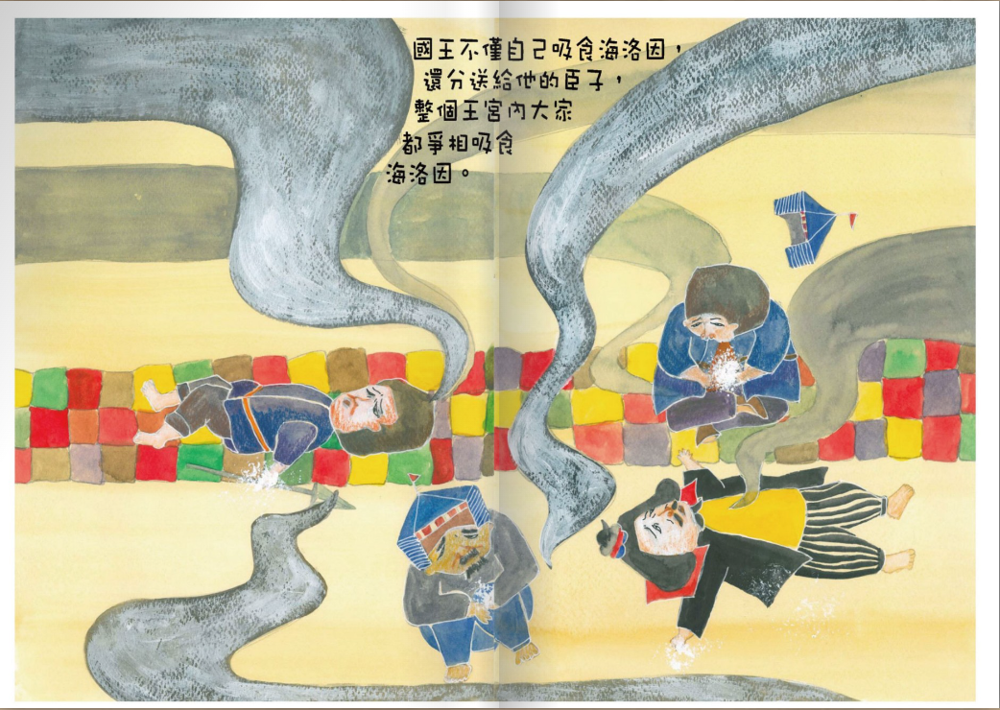 國王不僅自己吸食海洛因，
還分送給他的臣子，
整個王宮內大家
都爭相吸食
海洛因。